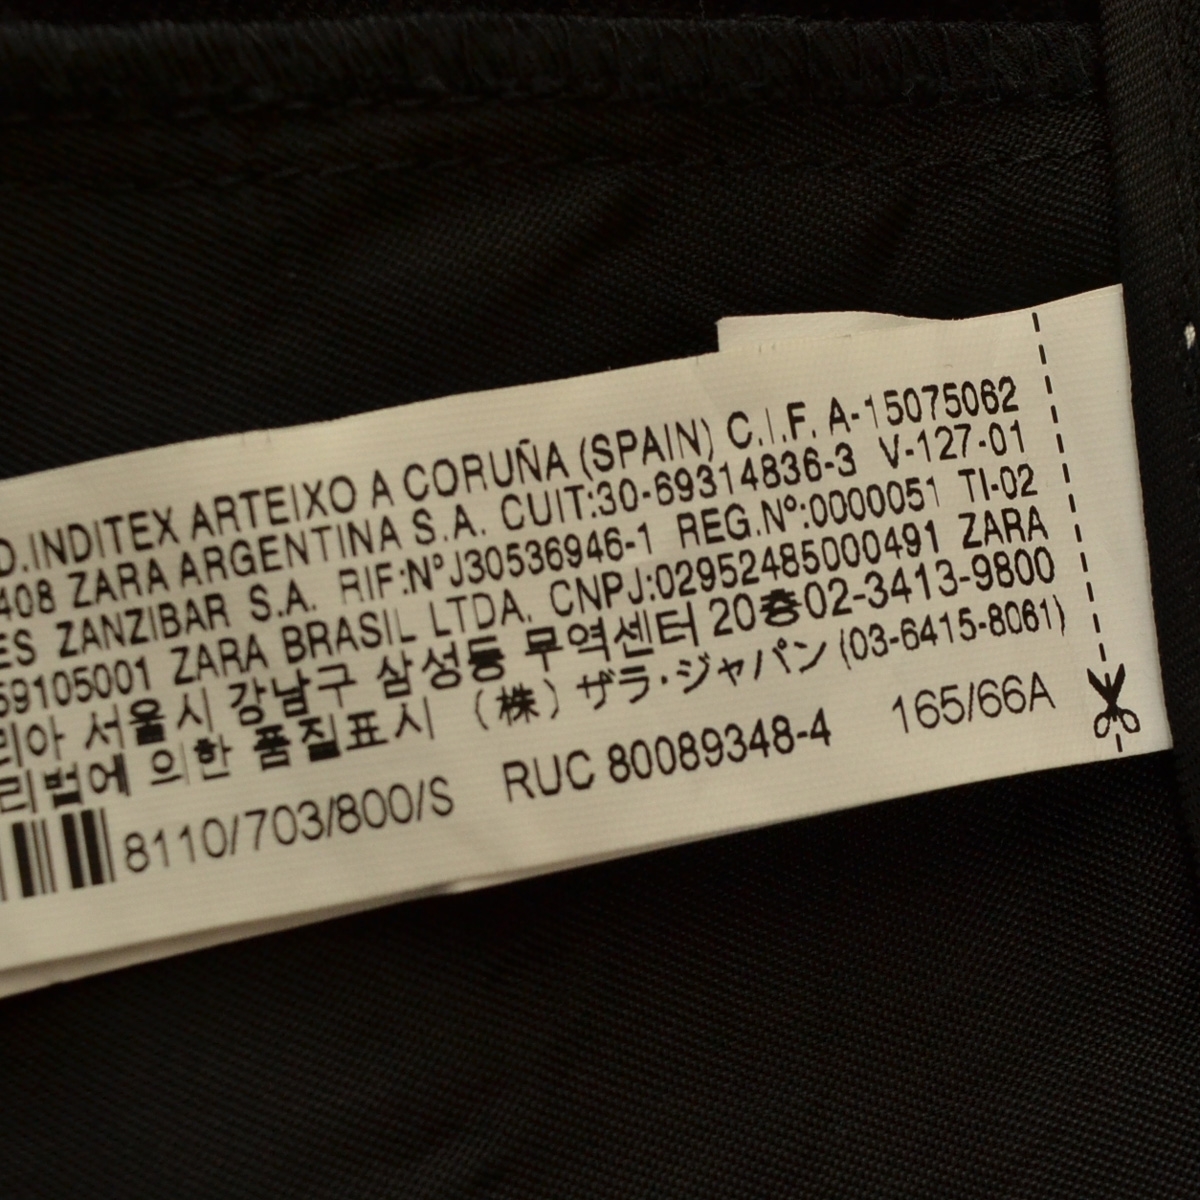 D.INDITEX ARTEIXO A CORUÑA (SPAIN) C.I.F. A-15075062
408 ZARA ARGENTINA S.A. CUIT:30-69314836-3 V-127-01
ES ZANZIBAR S.A. RIF:NºJ30536946-1 REG.Nº:0000051 TI-02
59105001 ZARA BRASIL LTDA. CNPJ:02952485000491 ZARA
리아 서울시 강남구 삼성동 무역센터 20층02-3413-9800
리법에 의한 품질표시 (株)ザラ・ジャパン (03-6415-8061)
8110/703/800/S RUC 80089348-4 165/66A